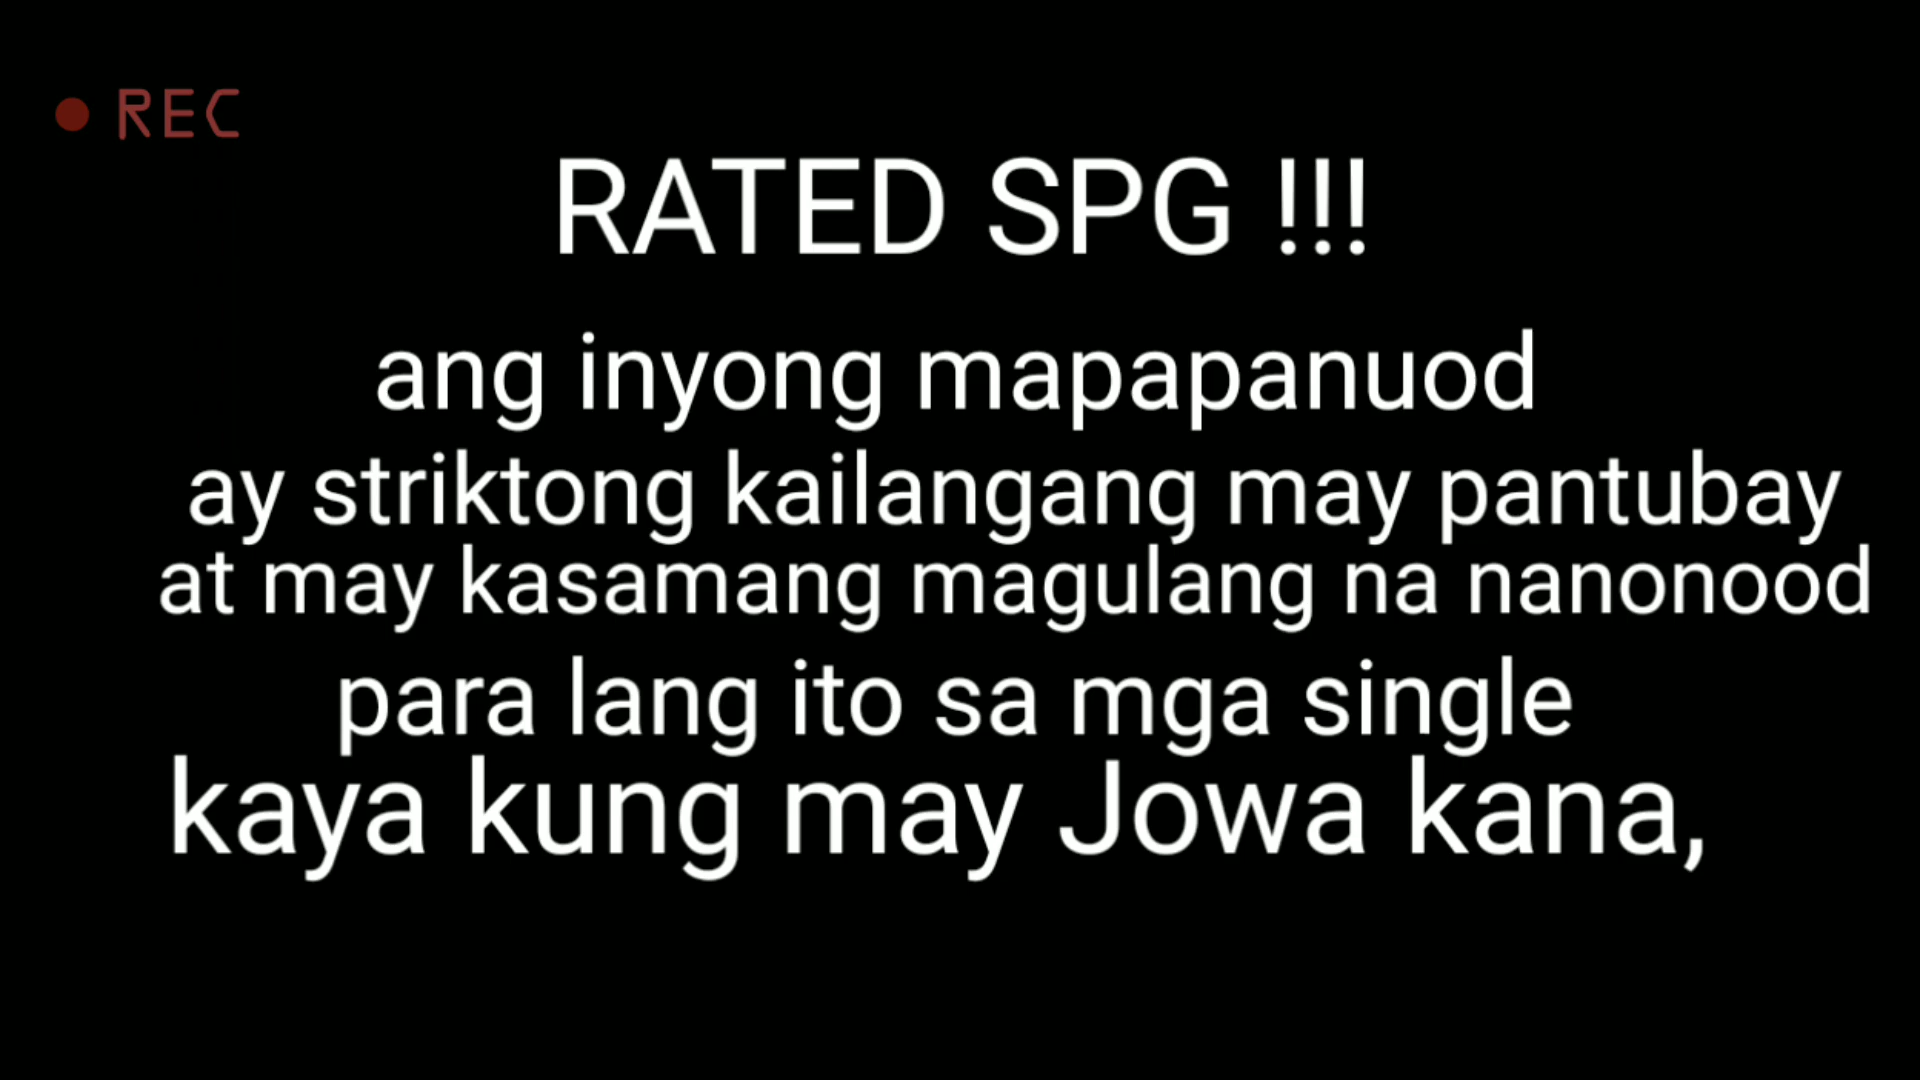 REC
RATED SPG !!!
ang inyong mapapanuod
ay striktong kailangang may pantubay
at may kasamang magulang na nanonood
para lang ito sa mga single
kaya kung may Jowa kana,